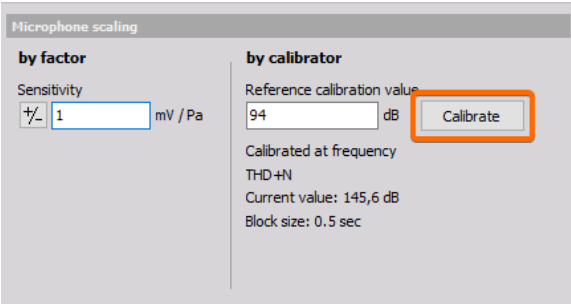 Microphone scaling
by factor
Sensitivity
+/- 1 mV / Pa
by calibrator
Reference calibration value
94 dB Calibrate
Calibrated at frequency
THD+N
Current value: 145,6 dB
Block size: 0.5 sec